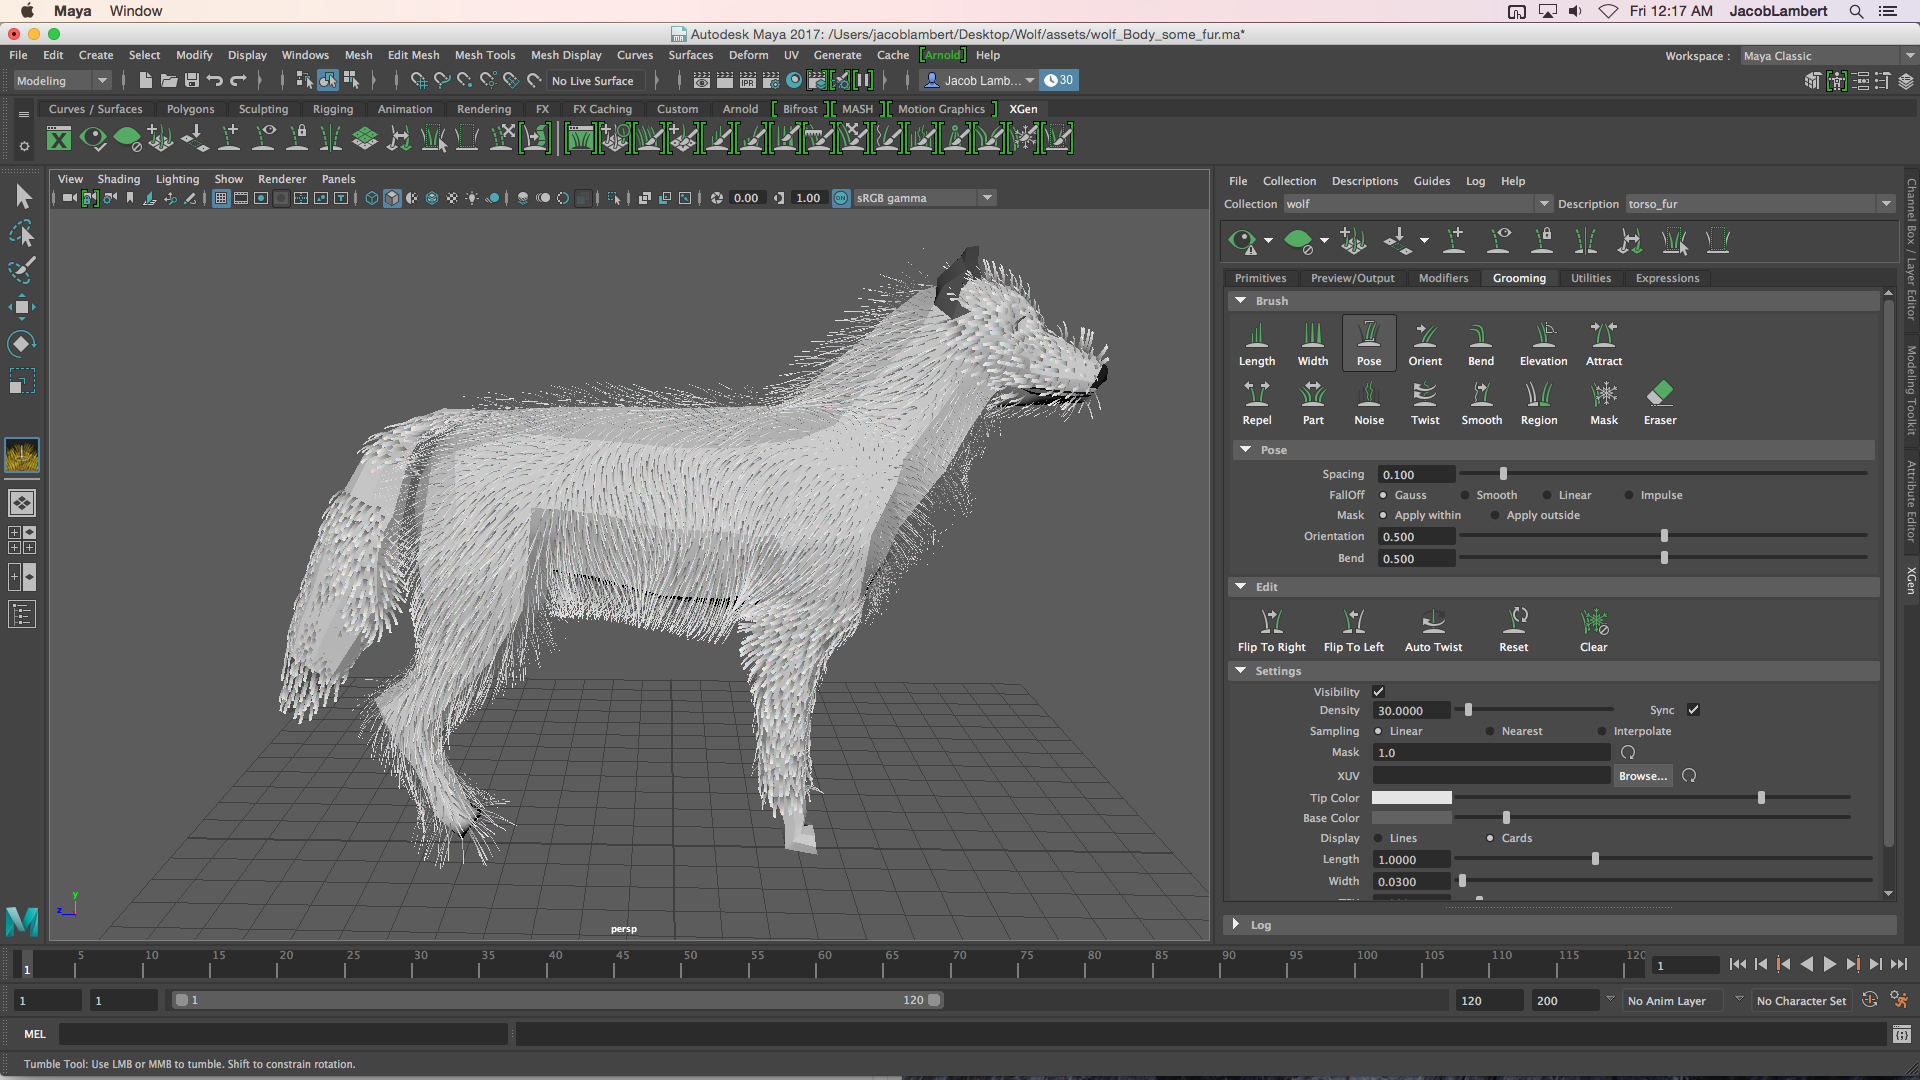 Maya Window Fri 12:17 AM JacobLambert
Autodesk Maya 2017: /Users/jacoblambert/Desktop/Wolf/assets/wolf_Body_some_fur.ma*
File Edit Create Select Modify Display Windows Mesh Edit Mesh Mesh Tools Mesh Display Curves Surfaces Deform UV Generate Cache [Arnold] Help Workspace : Maya Classic
Modeling No Live Surface IPR Jacob Lamb... 30
Curves / Surfaces Polygons Sculpting Rigging Animation Rendering FX FX Caching Custom Arnold [ Bifrost ][ MASH ][ Motion Graphics ] XGen
View Shading Lighting Show Renderer Panels
0.00 1.00 ON sRGB gamma
File Collection Descriptions Guides Log Help
Collection wolf Description torso_fur
Primitives Preview/Output Modifiers Grooming Utilities Expressions
Brush
Length Width Pose Orient Bend Elevation Attract
Repel Part Noise Twist Smooth Region Mask Eraser
Pose
Spacing 0.100
FallOff Gauss Smooth Linear Impulse
Mask Apply within Apply outside
Orientation 0.500
Bend 0.500
Edit
Flip To Right Flip To Left Auto Twist Reset Clear
Settings
Visibility
Density 30.0000 Sync
Sampling Linear Nearest Interpolate
Mask 1.0
XUV Browse...
Tip Color
Base Color
Display Lines Cards
Length 1.0000
Width 0.0300
Log
Channel Box / Layer Editor
Modeling Toolkit
Attribute Editor
XGen
y
z
persp
1 5 10 15 20 25 30 35 40 45 50 55 60 65 70 75 80 85 90 95 100 105 110 115 120 1
1 1 1 120 120 200 No Anim Layer No Character Set
MEL
Tumble Tool: Use LMB or MMB to tumble. Shift to constrain rotation.